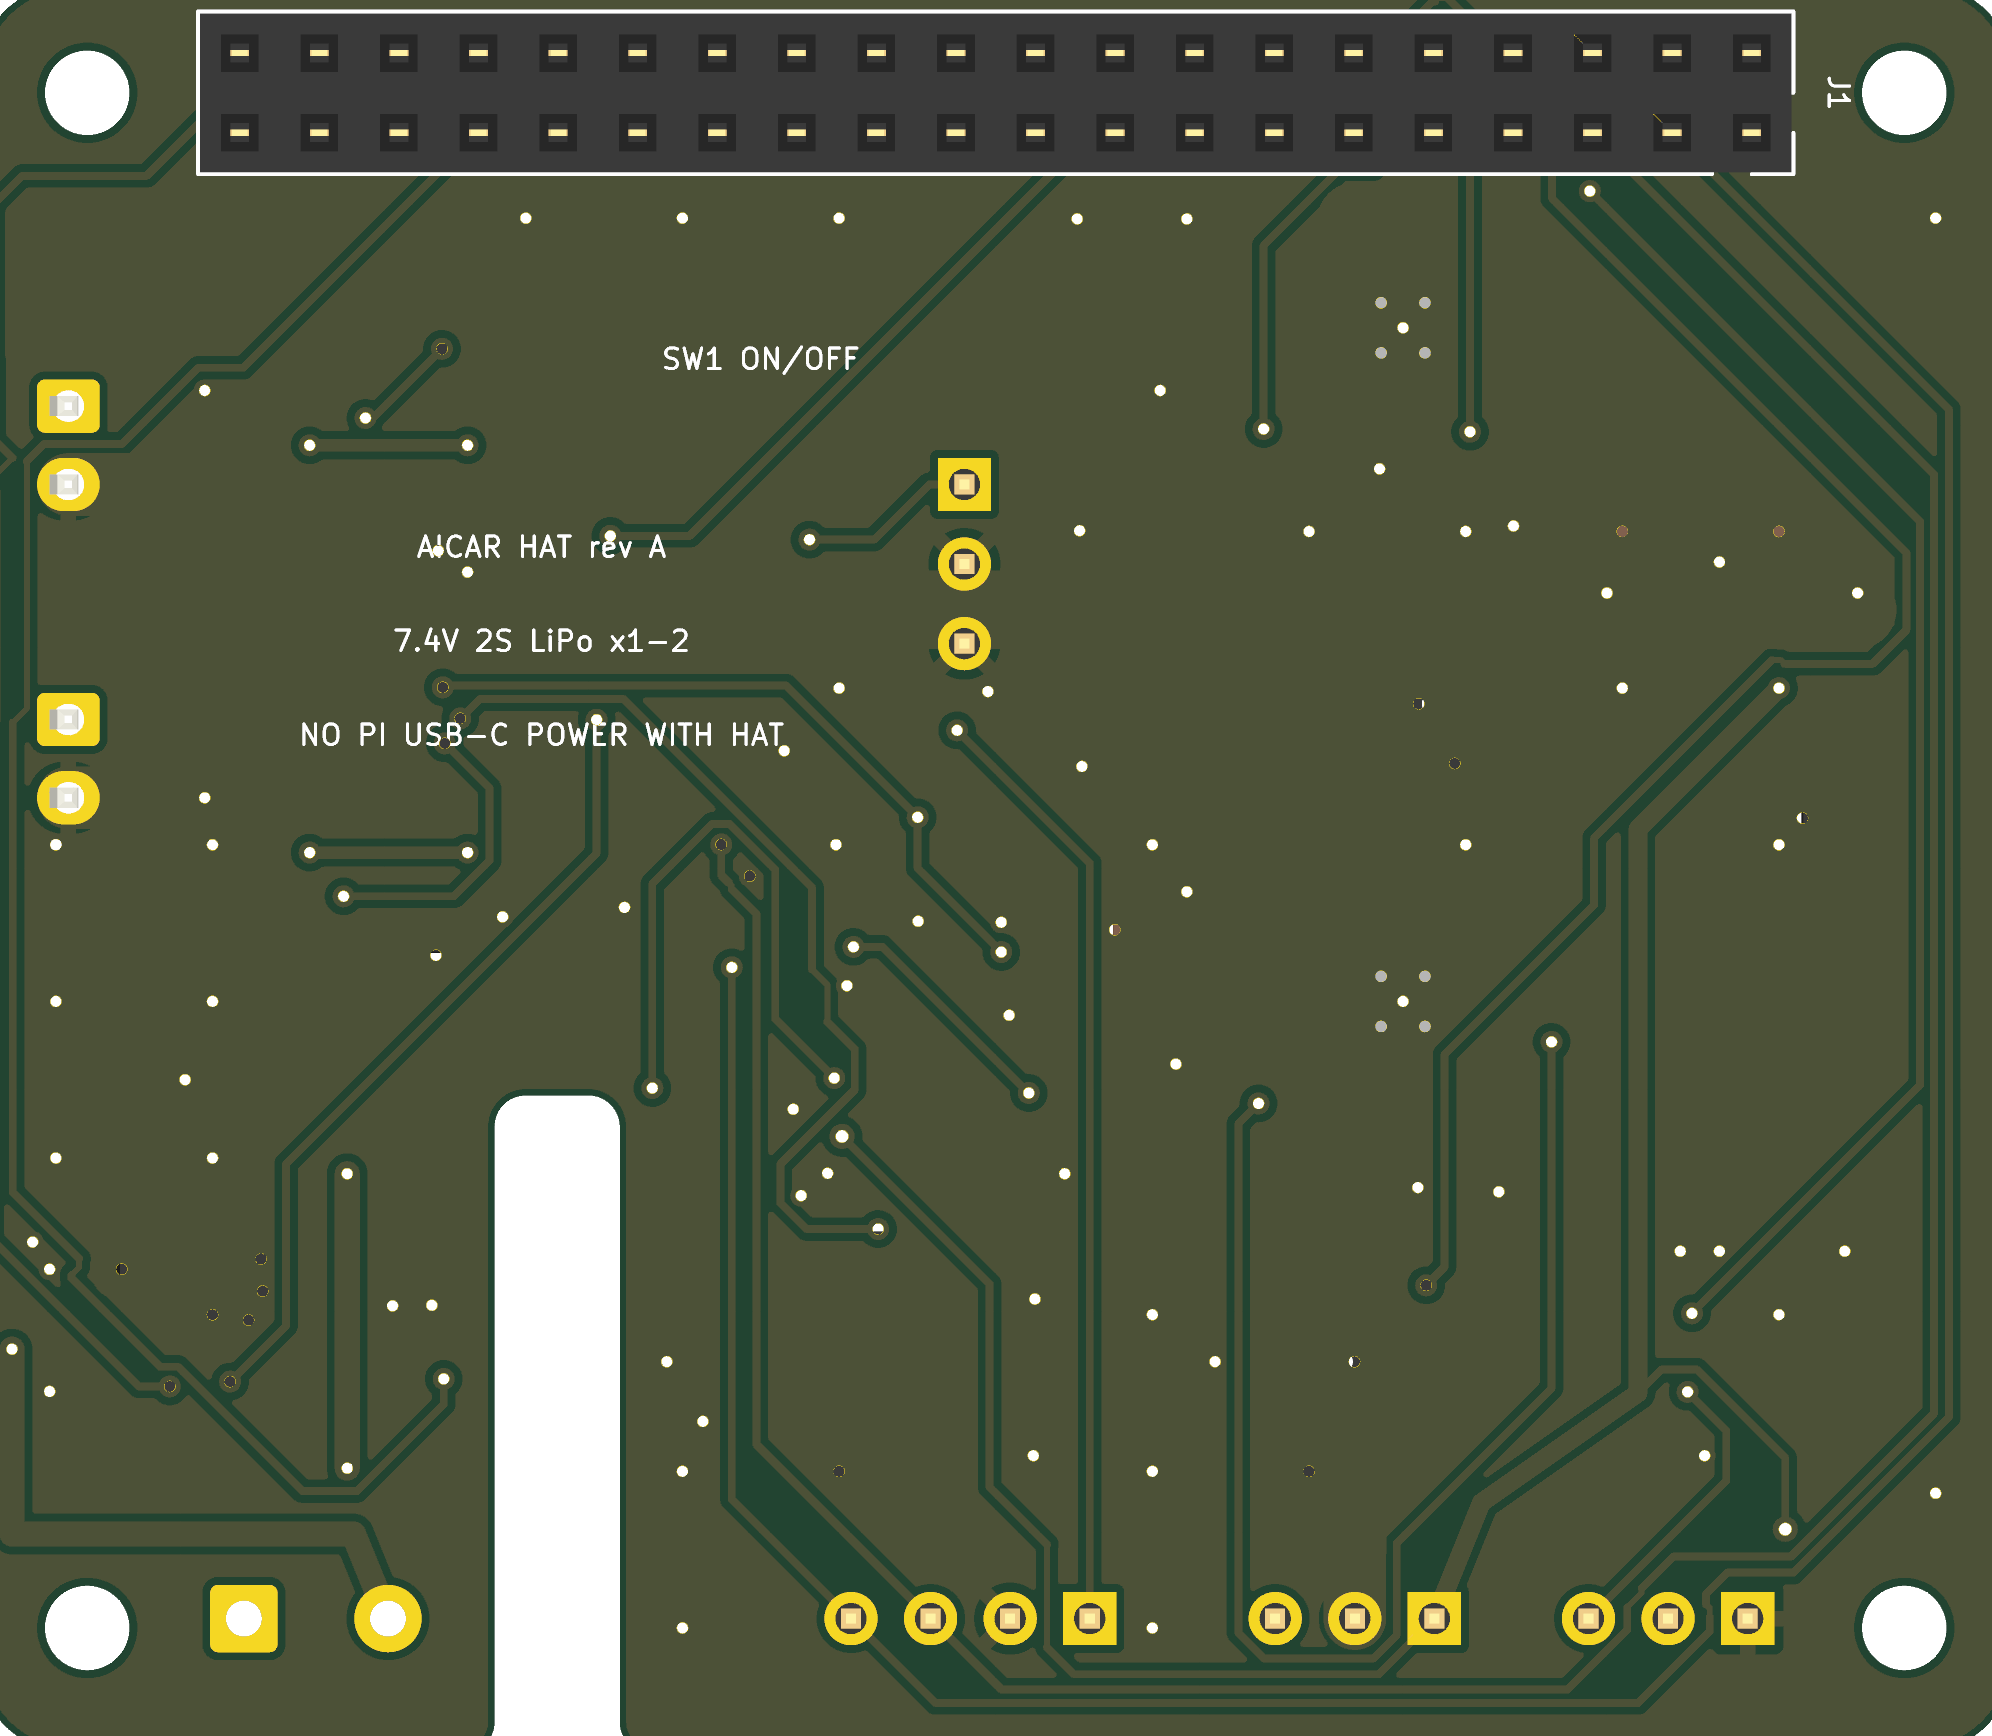 J1
SW1 ON/OFF
AICAR HAT rev A
7.4V 2S LiPo x1-2
NO PI USB-C POWER WITH HAT